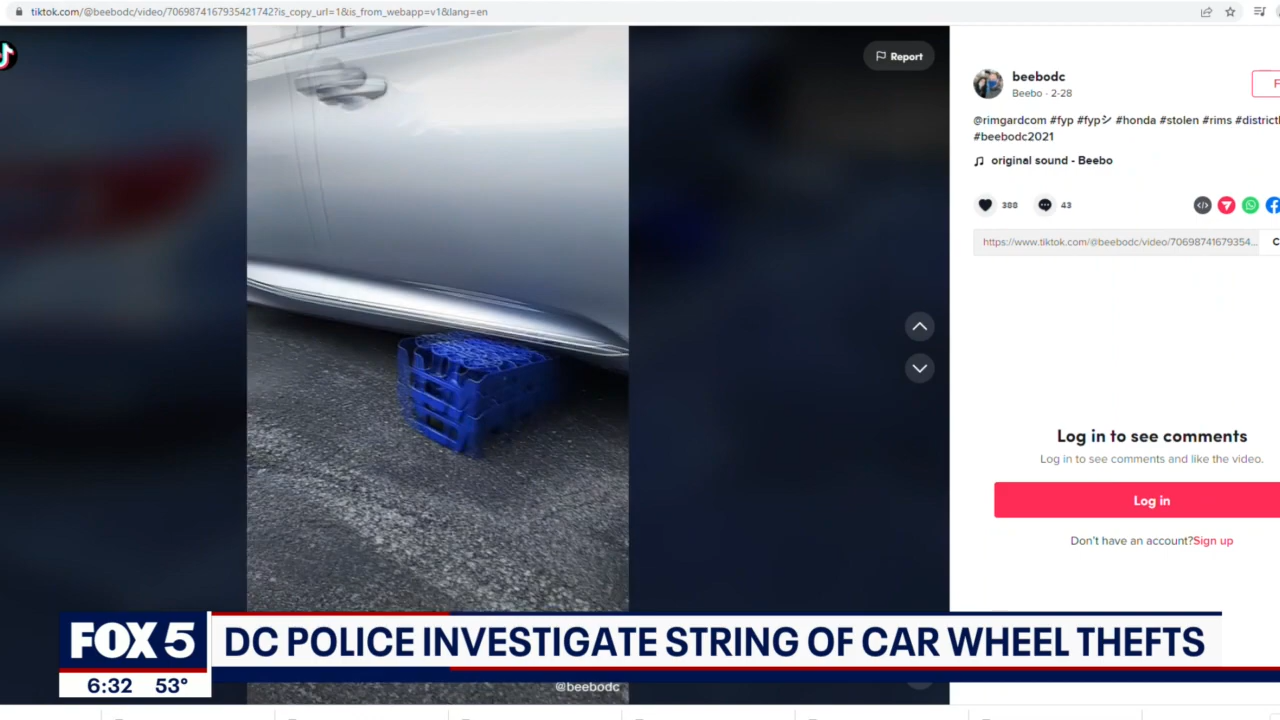 tiktok.com/@beebodc/video/7069874167935421742?is_copy_url=1&is_from_webapp=v1&lang=en
Report
beebodc
Beebo · 2-28
F
@rimgardcom #fyp #fypシ #honda #stolen #rims #districtl
#beebodc2021
original sound - Beebo
388
43
https://www.tiktok.com/@beebodc/video/70698741679354...
C
Log in to see comments
Log in to see comments and like the video.
Log in
Don't have an account?Sign up
FOX 5
DC POLICE INVESTIGATE STRING OF CAR WHEEL THEFTS
6:32 53°
@beebodc